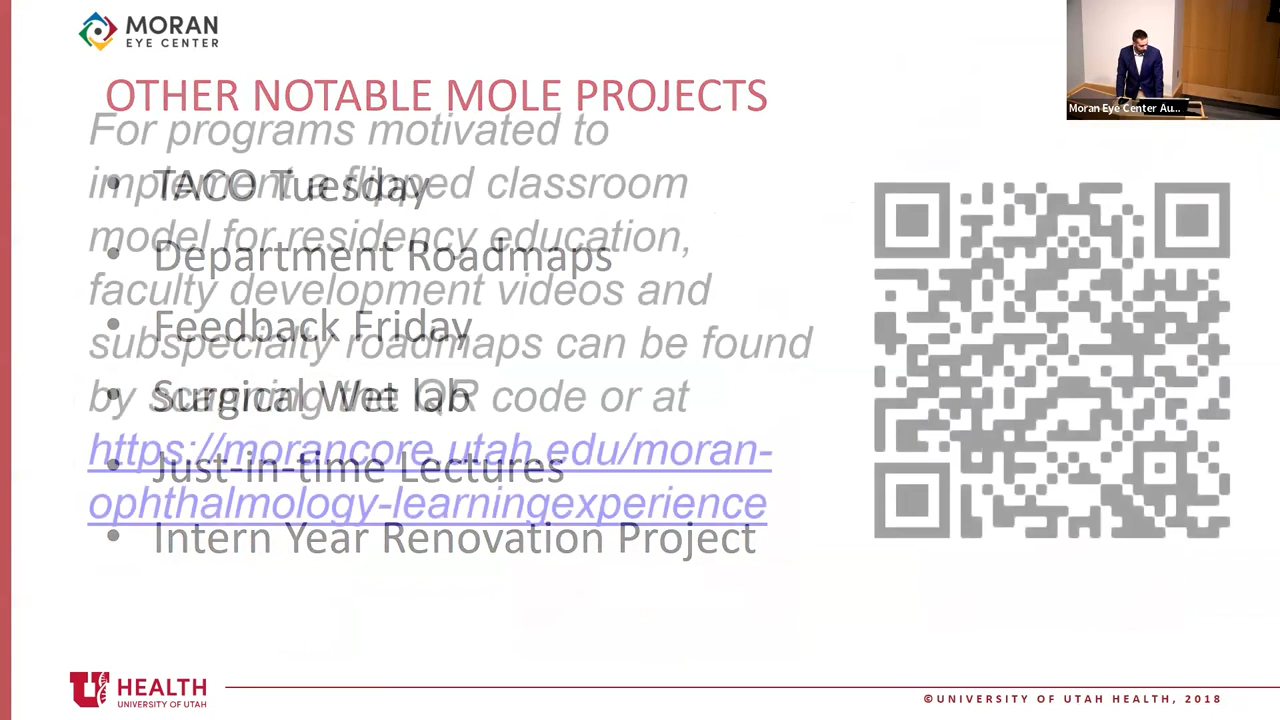 MORAN
EYE CENTER
Moran Eye Center Au...
OTHER NOTABLE MOLE PROJECTS
For programs motivated to
implement a flipped classroom
model for residency education,
faculty development videos and
subspecialty roadmaps can be found
by scanning the QR code or at
https://morancore.utah.edu/moran-
ophthalmology-learningexperience
• TACO Tuesday
• Department Roadmaps
• Feedback Friday
• Surgical Wet lab
• Just-in-time Lectures
• Intern Year Renovation Project
U HEALTH
UNIVERSITY OF UTAH
©UNIVERSITY OF UTAH HEALTH, 2018